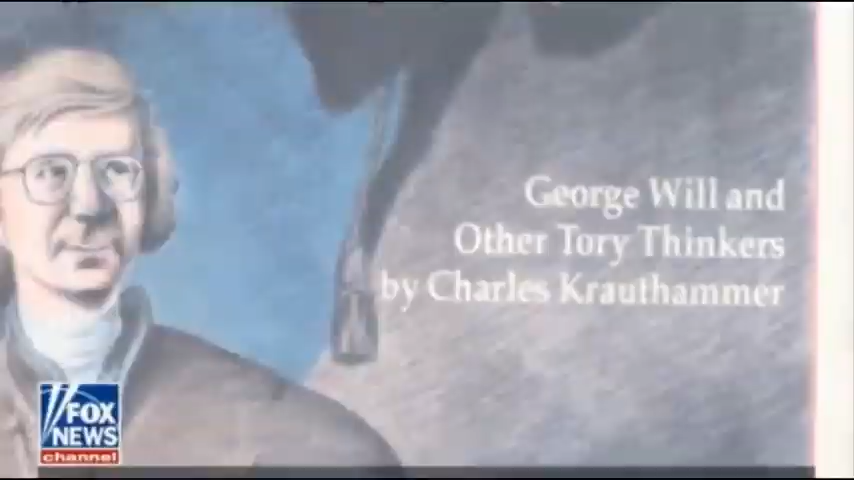 George Will and
Other Tory Thinkers
by Charles Krauthammer
FOX
NEWS
channel